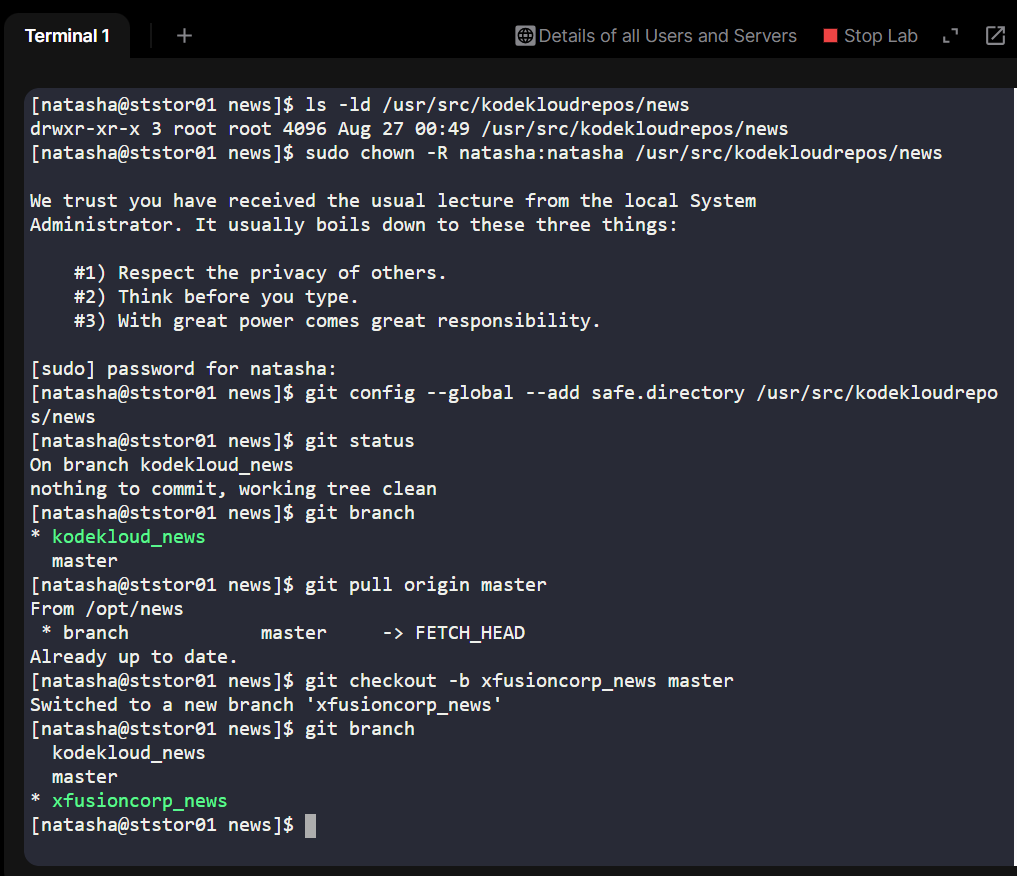 Terminal 1
+
Details of all Users and Servers
Stop Lab
[natasha@ststor01 news]$ ls -ld /usr/src/kodekloudrepos/news
drwxr-xr-x 3 root root 4096 Aug 27 00:49 /usr/src/kodekloudrepos/news
[natasha@ststor01 news]$ sudo chown -R natasha:natasha /usr/src/kodekloudrepos/news
We trust you have received the usual lecture from the local System
Administrator. It usually boils down to these three things:
#1) Respect the privacy of others.
#2) Think before you type.
#3) With great power comes great responsibility.
[sudo] password for natasha:
[natasha@ststor01 news]$ git config --global --add safe.directory /usr/src/kodekloudrepo
s/news
[natasha@ststor01 news]$ git status
On branch kodekloud_news
nothing to commit, working tree clean
[natasha@ststor01 news]$ git branch
* kodekloud_news
master
[natasha@ststor01 news]$ git pull origin master
From /opt/news
* branch            master     -> FETCH_HEAD
Already up to date.
[natasha@ststor01 news]$ git checkout -b xfusioncorp_news master
Switched to a new branch 'xfusioncorp_news'
[natasha@ststor01 news]$ git branch
kodekloud_news
master
* xfusioncorp_news
[natasha@ststor01 news]$